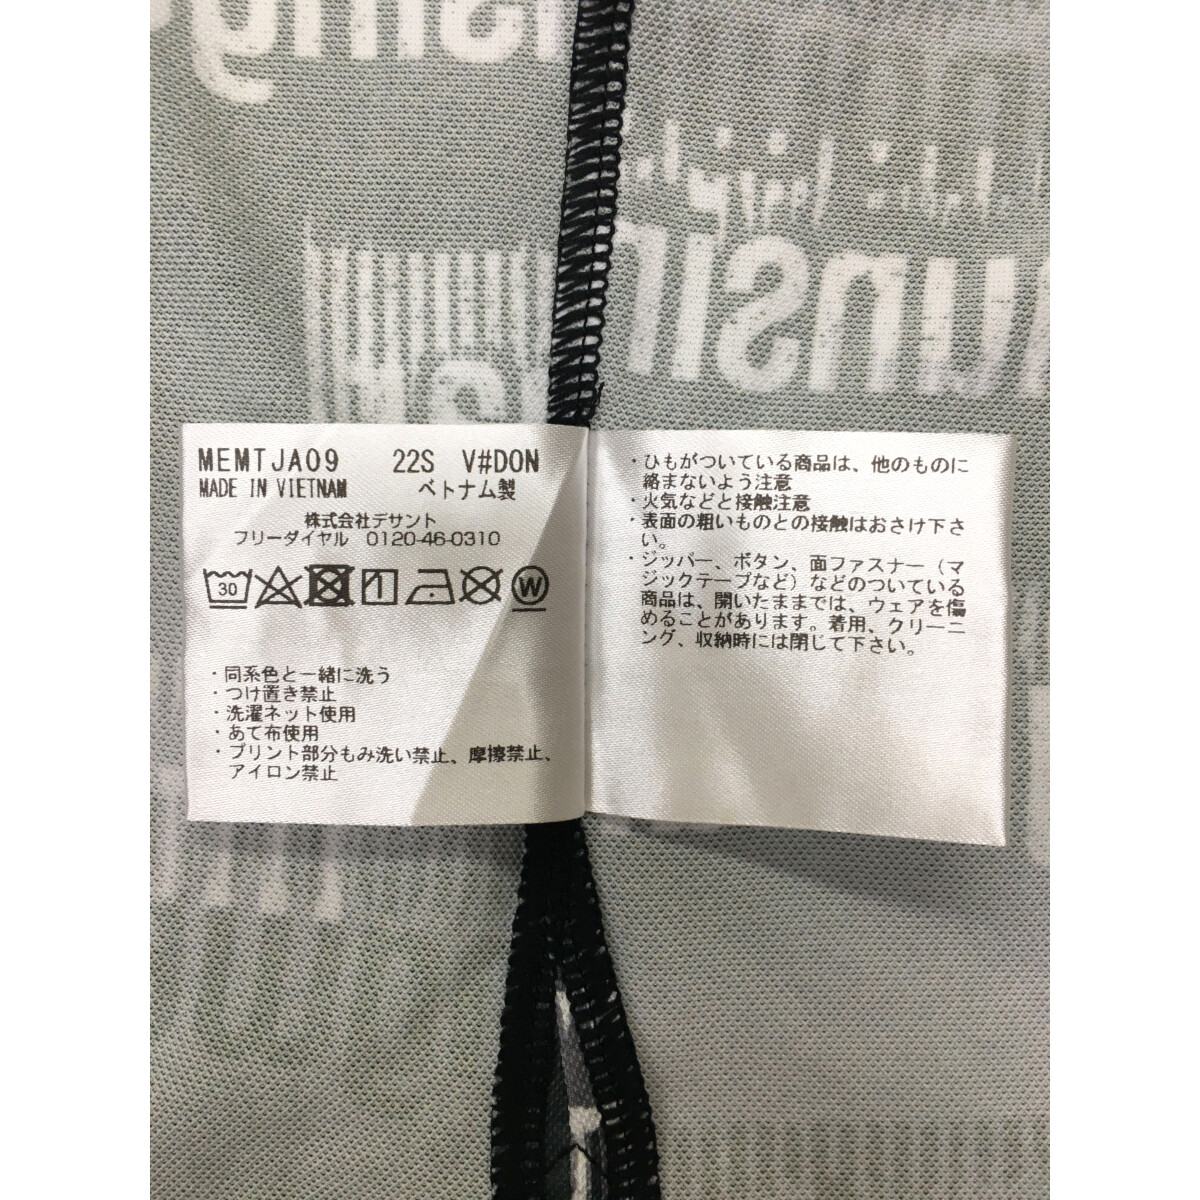 MEMTJA09 22S V#DON
MADE IN VIETNAM ベトナム製
株式会社デサント
フリーダイヤル 0120-46-0310
30
W
・同系色と一緒に洗う
・つけ置き禁止
・洗濯ネット使用
・あて布使用
・プリント部分もみ洗い禁止、摩擦禁止、
アイロン禁止
・ひもがついている商品は、他のものに
絡まないよう注意
・火気などと接触注意
・表面の粗いものとの接触はおさけ下さ
い。
・ジッパー、ボタン、面ファスナー（マ
ジックテープなど）などのついている
商品は、開いたままでは、ウェアを傷
めることがあります。着用、クリーニ
ング、収納時には閉じて下さい。